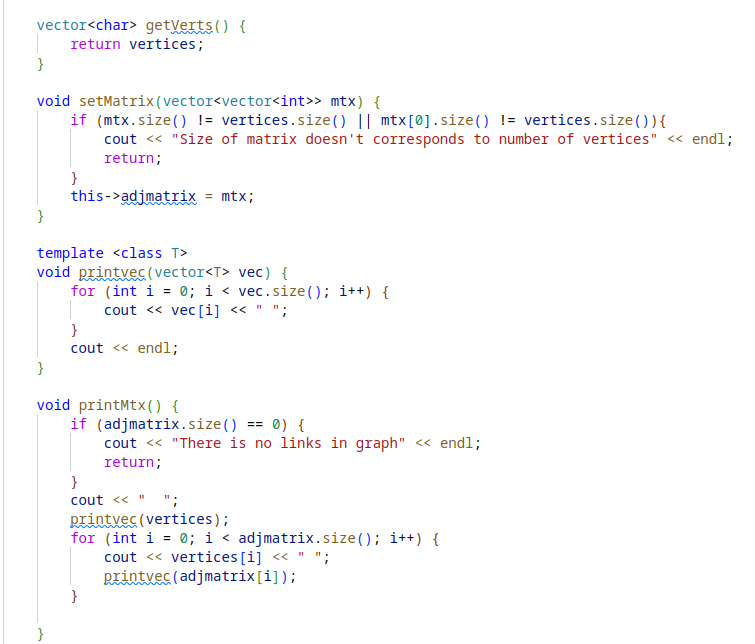 vector<char> getVerts() {
    return vertices;
}

void setMatrix(vector<vector<int>> mtx) {
    if (mtx.size() != vertices.size() || mtx[0].size() != vertices.size()){
        cout << "Size of matrix doesn't corresponds to number of vertices" << endl;
        return;
    }
    this->adjmatrix = mtx;
}

template <class T>
void printvec(vector<T> vec) {
    for (int i = 0; i < vec.size(); i++) {
        cout << vec[i] << " ";
    }
    cout << endl;
}

void printMtx() {
    if (adjmatrix.size() == 0) {
        cout << "There is no links in graph" << endl;
        return;
    }
    cout << "  ";
    printvec(vertices);
    for (int i = 0; i < adjmatrix.size(); i++) {
        cout << vertices[i] << " ";
        printvec(adjmatrix[i]);
    }

}